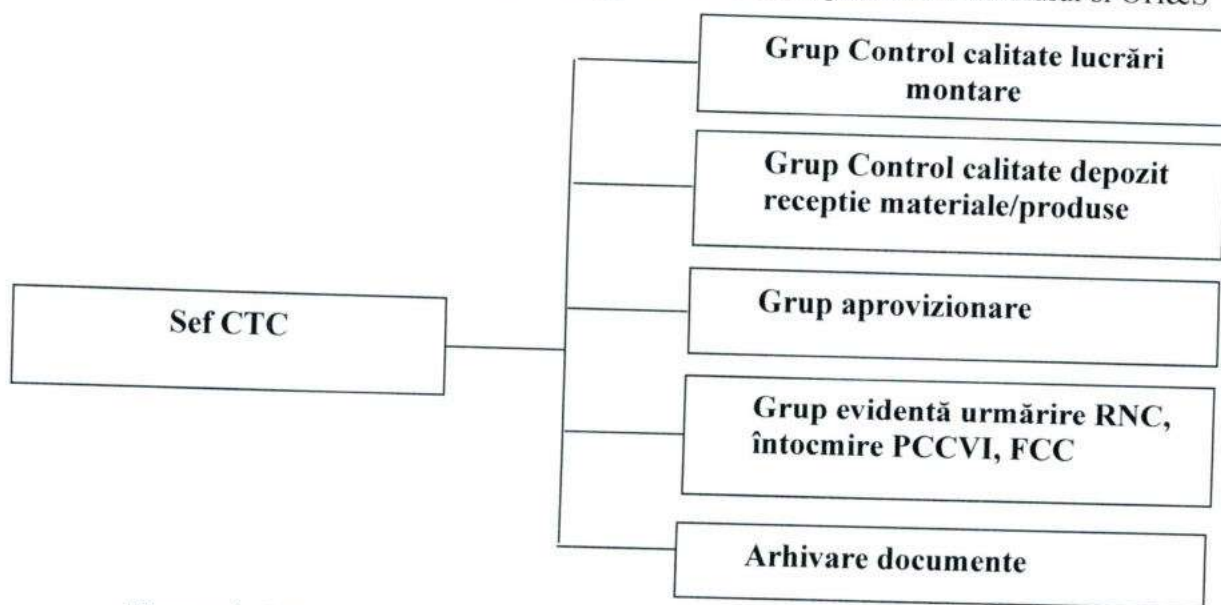 Grup Control calitate lucrări
montare
Grup Control calitate depozit
receptie materiale/produse
Grup aprovizionare
Sef CTC
Grup evidentă urmărire RNC,
întocmire PCCVI, FCC
Arhivare documente